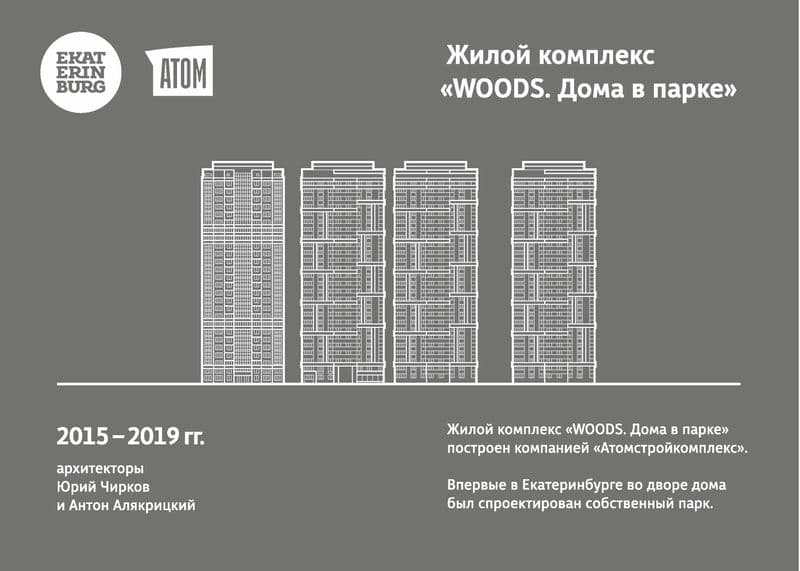 EKAT
ERIN
BURG
ATOM
Жилой комплекс
«WOODS. Дома в парке»
2015 – 2019 гг.
архитекторы
Юрий Чирков
и Антон Алякрицкий
Жилой комплекс «WOODS. Дома в парке»
построен компанией «Атомстройкомплекс».
Впервые в Екатеринбурге во дворе дома
был спроектирован собственный парк.